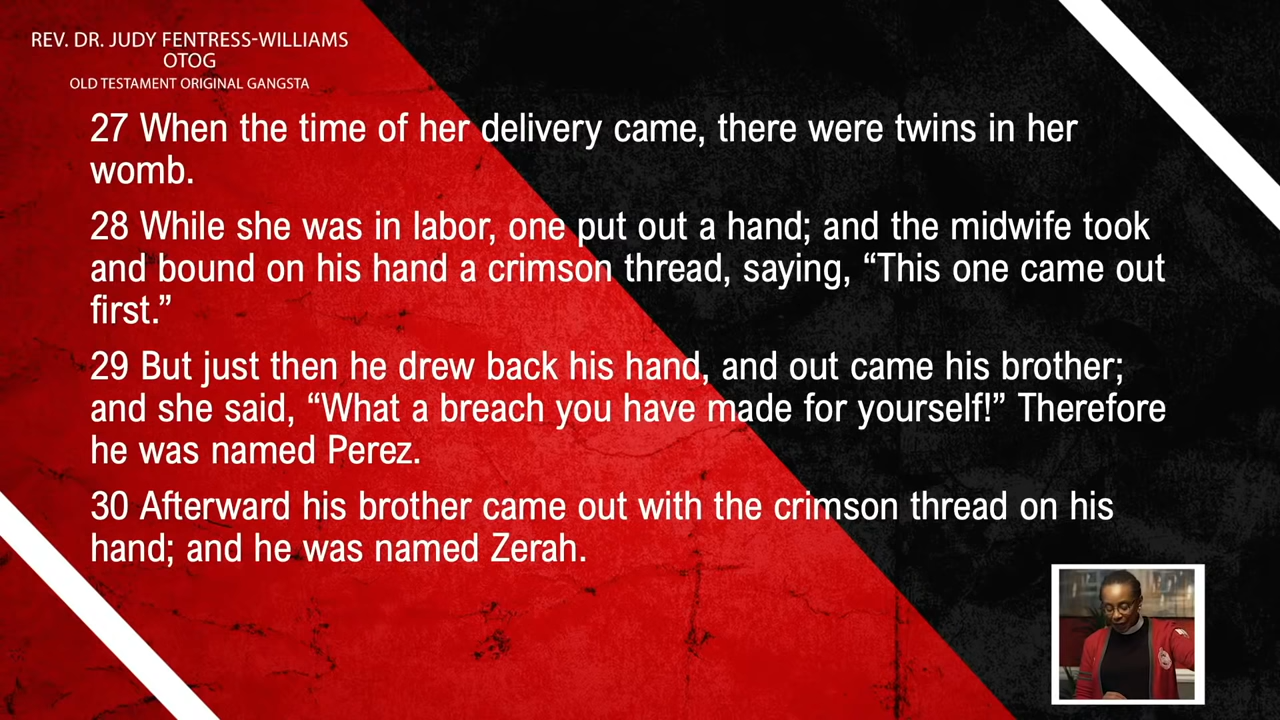 REV. DR. JUDY FENTRESS-WILLIAMS
OTOG
OLD TESTAMENT ORIGINAL GANGSTA
27 When the time of her delivery came, there were twins in her
womb.
28 While she was in labor, one put out a hand; and the midwife took
and bound on his hand a crimson thread, saying, “This one came out
first.”
29 But just then he drew back his hand, and out came his brother;
and she said, “What a breach you have made for yourself!” Therefore
he was named Perez.
30 Afterward his brother came out with the crimson thread on his
hand; and he was named Zerah.